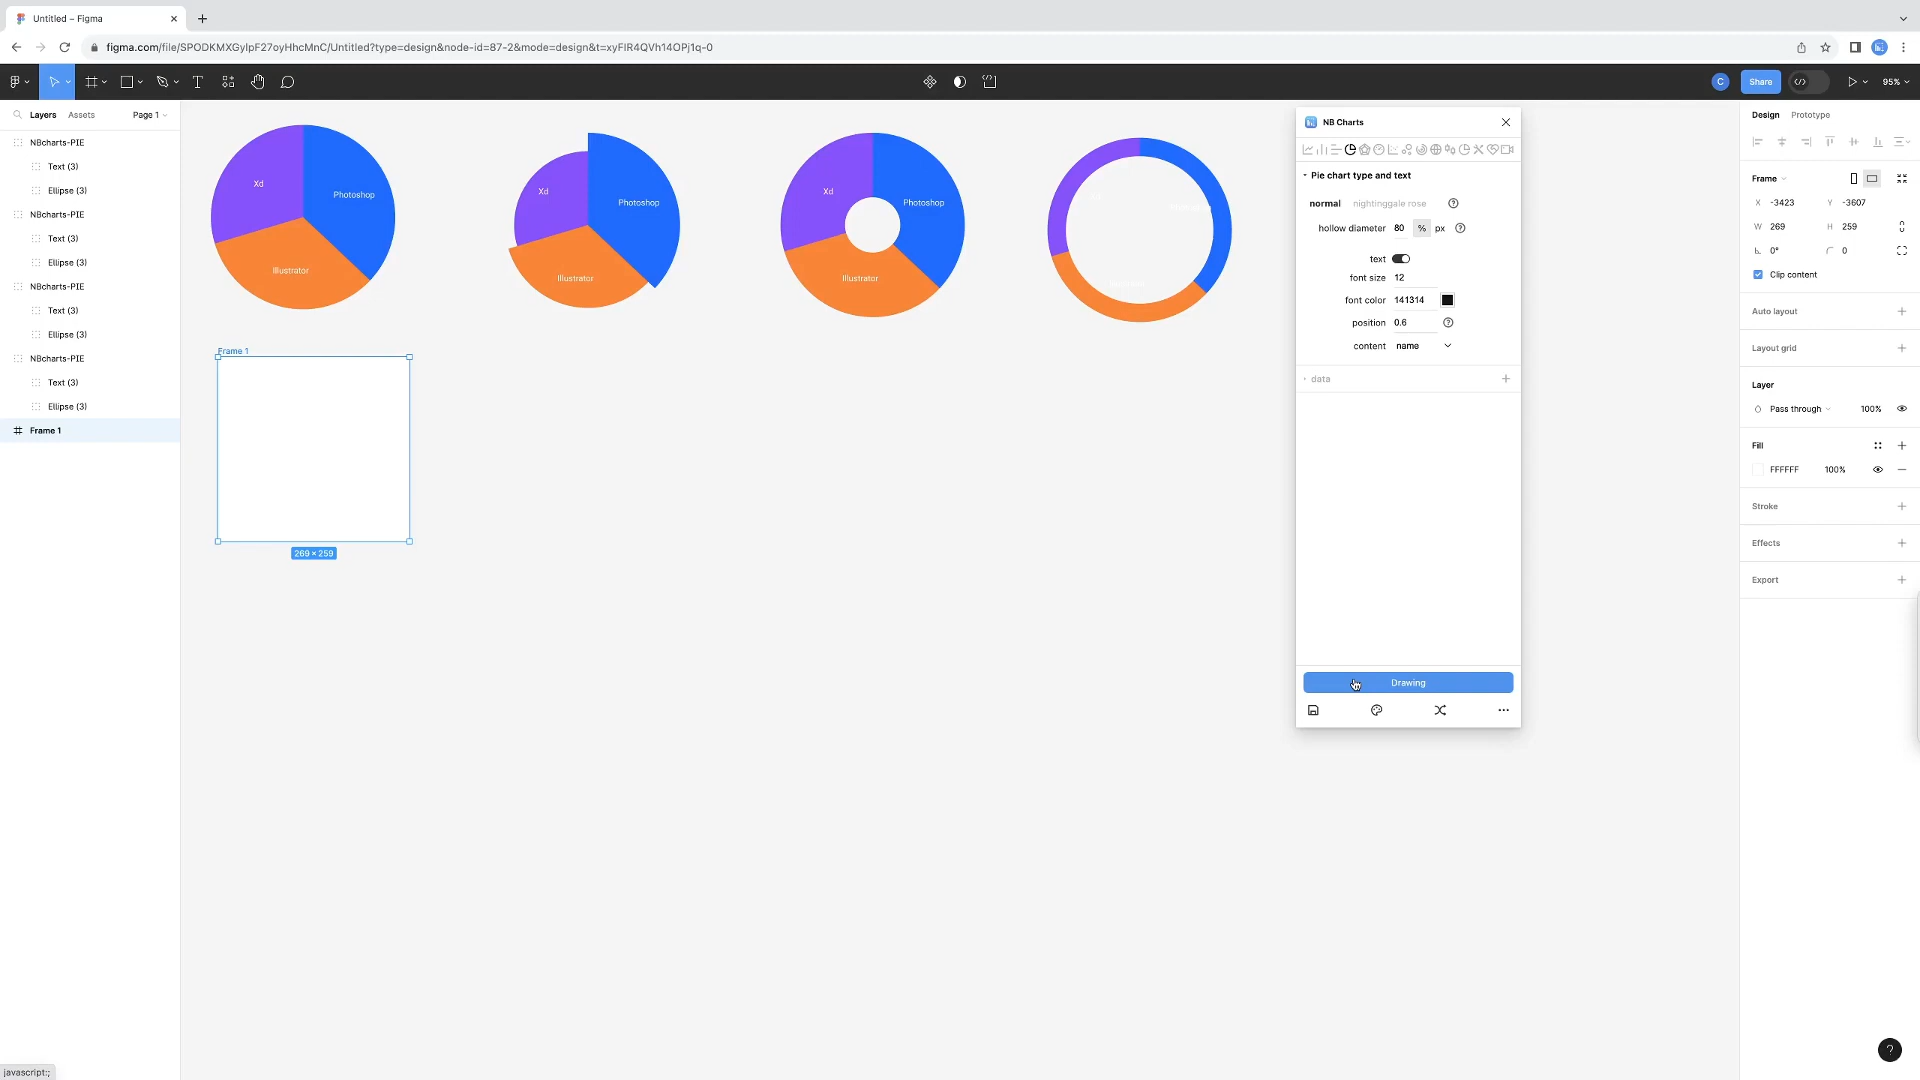 Untitled – Figma
figma.com/file/SPODKMXGylpF27oyHhcMnC/Untitled?type=design&node-id=87-2&mode=design&t=xyFIR4QVh14OPj1q-0
C
Share
95%
Layers
Assets
Page 1
NBcharts-PIE
Text (3)
Ellipse (3)
NBcharts-PIE
Text (3)
Ellipse (3)
NBcharts-PIE
Text (3)
Ellipse (3)
NBcharts-PIE
Text (3)
Ellipse (3)
Frame 1
Xd
Photoshop
Illustrator
Xd
Photoshop
Illustrator
Xd
Photoshop
Illustrator
Frame 1
269 × 259
NB Charts
Pie chart type and text
normal
nightinggale rose
?
hollow diameter
80
%
px
?
text
font size
12
font color
141314
position
0.6
?
content
name
data
Drawing
Design
Prototype
Frame
X
-3423
Y
-3607
W
269
H
259
0°
0
Clip content
Auto layout
Layout grid
Layer
Pass through
100%
Fill
FFFFFF
100%
Stroke
Effects
Export
?
javascript:;